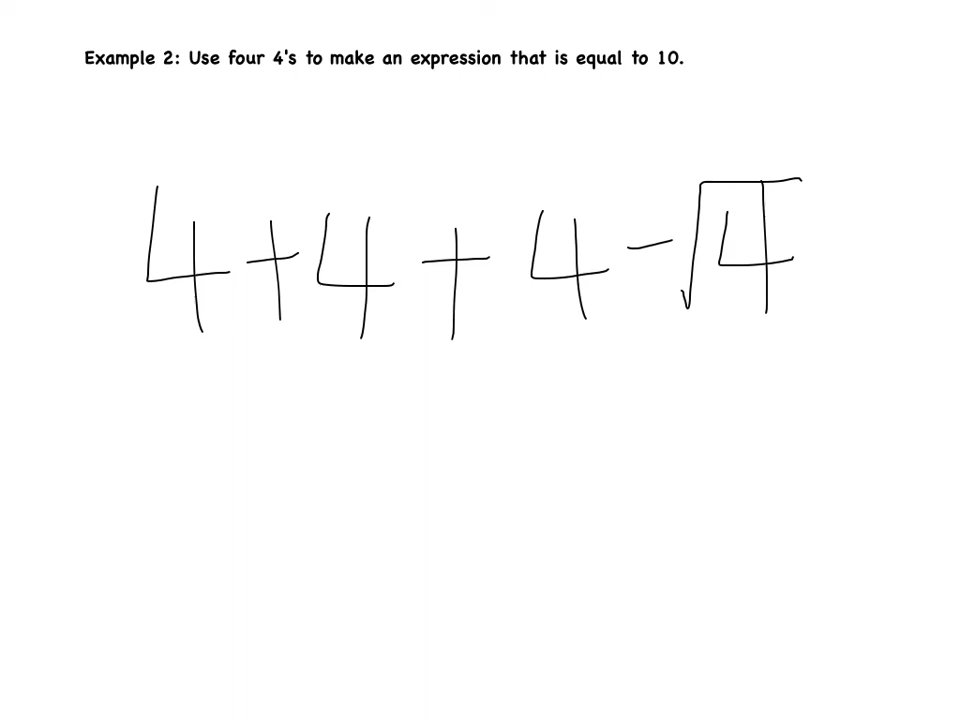 Example 2: Use four 4's to make an expression that is equal to 10.
4+4+4-√4